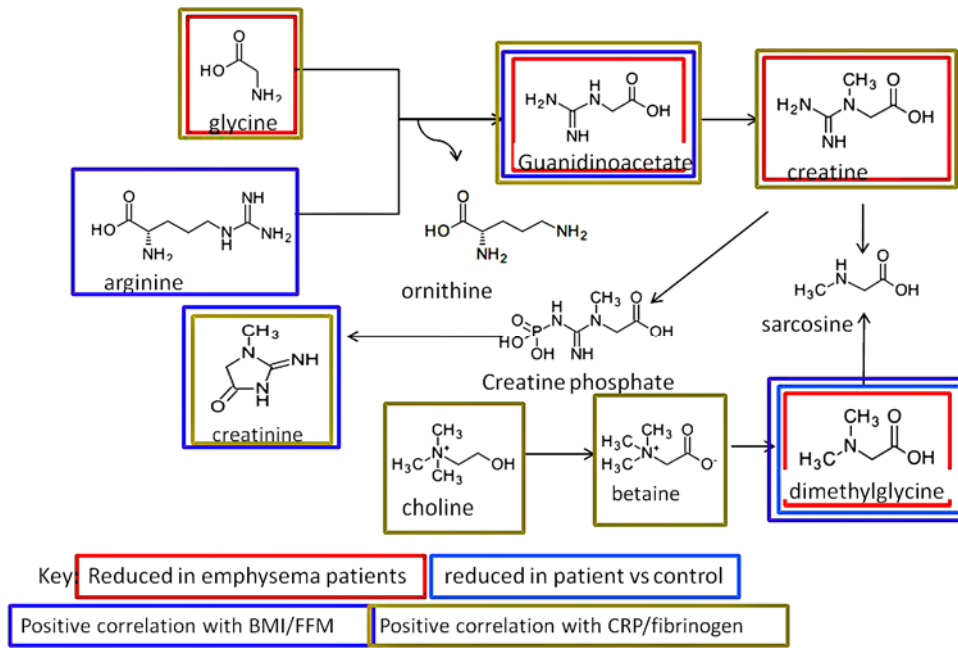 O
HO
NH₂
glycine
H₂N
H
N
O
OH
NH
Guanidinoacetate
H₂N
CH₃
N
O
OH
NH
creatine
O
HO
NH₂
NH
N
H
NH₂
arginine
O
HO
NH₂
NH₂
ornithine
H
N
H₃C
O
OH
sarcosine
CH₃
N
NH
NH
O
creatinine
O
HO
P
OH
H
N
CH₃
N
NH
O
OH
Creatine phosphate
CH₃
H₃C
N⁺
CH₃
OH
choline
CH₃
H₃C
N⁺
CH₃
O
O⁻
betaine
CH₃
N
H₃C
O
OH
dimethylglycine
Key: Reduced in emphysema patients
reduced in patient vs control
Positive correlation with BMI/FFM
Positive correlation with CRP/fibrinogen